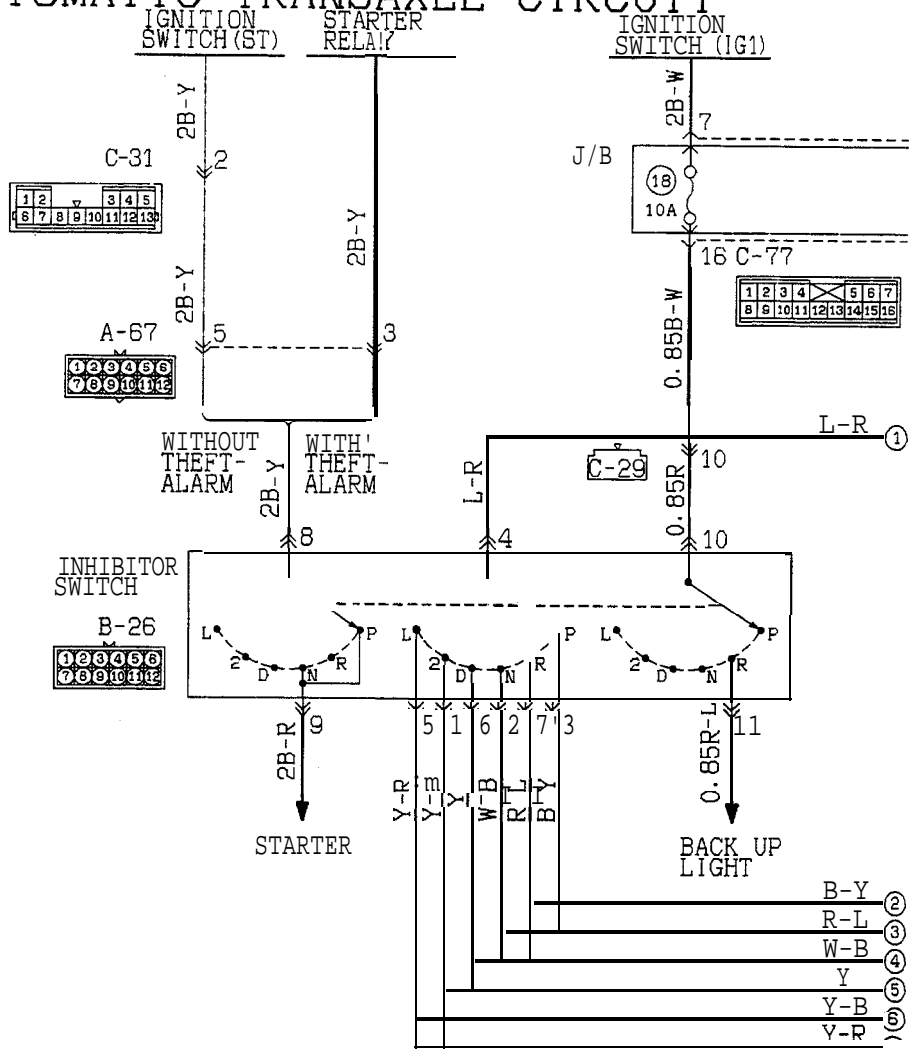 TOMATIC TRANSAXLE CIRCUIT
IGNITION
SWITCH (ST)
STARTER
RELA!7
IGNITION
SWITCH (IG1)
2B-Y
2B-W
7
C-31
2
J/B
18
10A
1 2 3 4 5
6 7 8 9 10 11 12 13
2B-Y
2B-Y
16 C-77
1 2 3 4 5 6 7
8 9 10 11 12 13 14 15 16
A-67
5
3
0.85B-W
1 2 3 4 5 6
7 8 9 10 11 12
L-R
1
WITHOUT
THEFT-
ALARM
WITH'
THEFT-
ALARM
2B-Y
L-R
C-29
10
0.85R
8
4
10
INHIBITOR
SWITCH
B-26
1 2 3 4 5 6
7 8 9 10 11 12
L 2 D N R P
L 2 D N R P
L 2 D N R P
9
5 1 6 2 7'3
11
2B-R
Y-R
Y-m
Y
W-B
R L
B Y
0.85R-L
STARTER
BACK UP
LIGHT
B-Y
2
R-L
3
W-B
4
Y
5
Y-B
6
Y-R